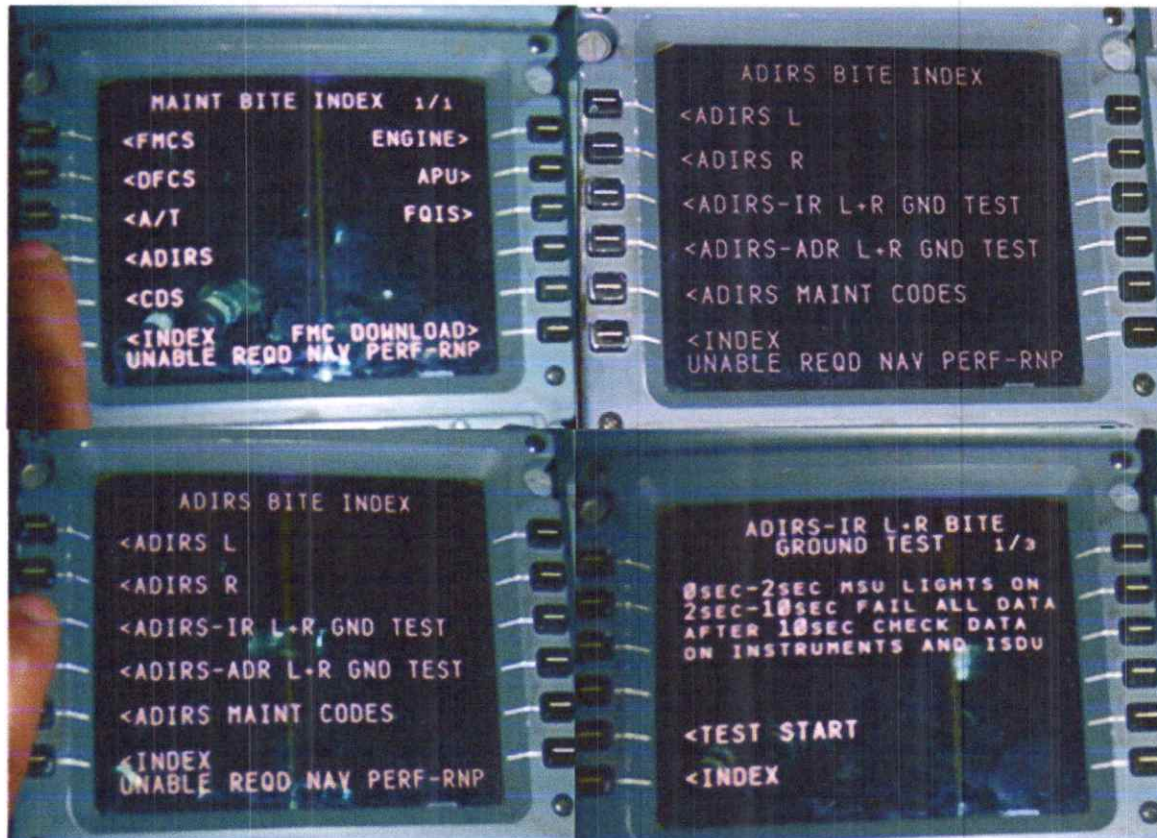 MAINT BITE INDEX 1/1
<FMCS ENGINE>
<DFCS APU>
<A/T FQIS>
<ADIRS
<CDS
<INDEX FMC DOWNLOAD>
UNABLE REQD NAV PERF-RNP
ADIRS BITE INDEX
<ADIRS L
<ADIRS R
<ADIRS-IR L+R GND TEST
<ADIRS-ADR L+R GND TEST
<ADIRS MAINT CODES
<INDEX
UNABLE REQD NAV PERF-RNP
ADIRS BITE INDEX
<ADIRS L
<ADIRS R
<ADIRS-IR L+R GND TEST
<ADIRS-ADR L+R GND TEST
<ADIRS MAINT CODES
<INDEX
UNABLE REQD NAV PERF-RNP
ADIRS-IR L+R BITE
GROUND TEST 1/3
0SEC-2SEC MSU LIGHTS ON
2SEC-10SEC FAIL ALL DATA
AFTER 10SEC CHECK DATA
ON INSTRUMENTS AND ISDU
<TEST START
<INDEX